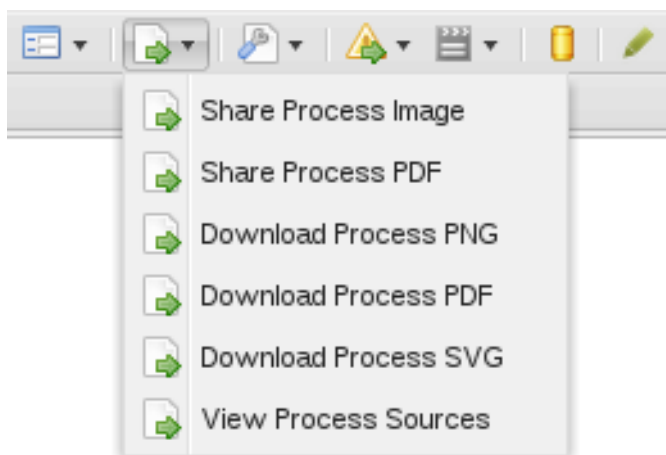 Share Process Image
Share Process PDF
Download Process PNG
Download Process PDF
Download Process SVG
View Process Sources